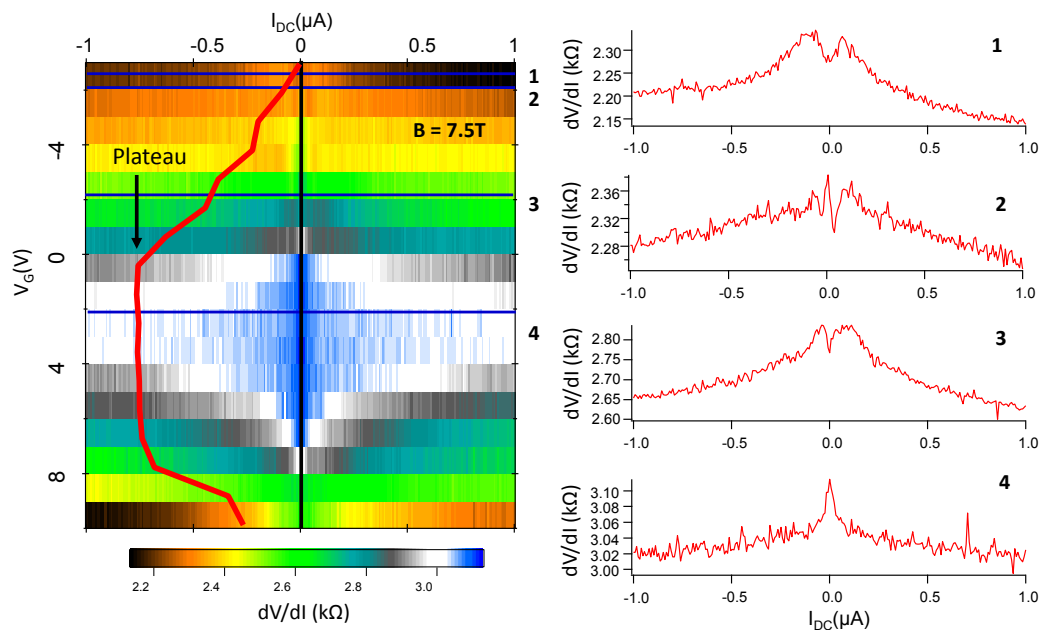 I_DC(µA)
-1 -0.5 0 0.5 1
1
2
B = 7.5T
-4
Plateau
3
0
V_G(V)
4
4
8
2.2 2.4 2.6 2.8 3.0
dV/dI (kΩ)
1
dV/dI (kΩ)
2.30
2.25
2.20
2.15
-1.0 -0.5 0.0 0.5 1.0
2
dV/dI (kΩ)
2.36
2.32
2.28
-1.0 -0.5 0.0 0.5 1.0
3
dV/dI (kΩ)
2.80
2.75
2.70
2.65
2.60
-1.0 -0.5 0.0 0.5 1.0
4
dV/dI (kΩ)
3.10
3.08
3.06
3.04
3.02
3.00
-1.0 -0.5 0.0 0.5 1.0
I_DC(µA)